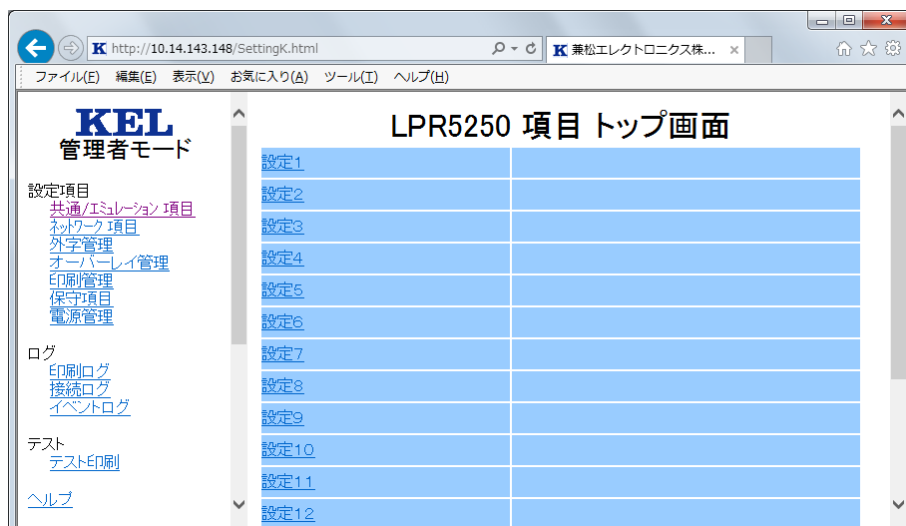 http://10.14.143.148/SettingK.html
兼松エレクトロニクス株...
ファイル(F) 編集(E) 表示(V) お気に入り(A) ツール(T) ヘルプ(H)
KEL
管理者モード
設定項目
共通/エミュレーション 項目
ネットワーク 項目
外字管理
オーバーレイ管理
印刷管理
保守項目
電源管理
ログ
印刷ログ
接続ログ
イベントログ
テスト
テスト印刷
ヘルプ
LPR5250 項目 トップ画面
設定1
設定2
設定3
設定4
設定5
設定6
設定7
設定8
設定9
設定10
設定11
設定12